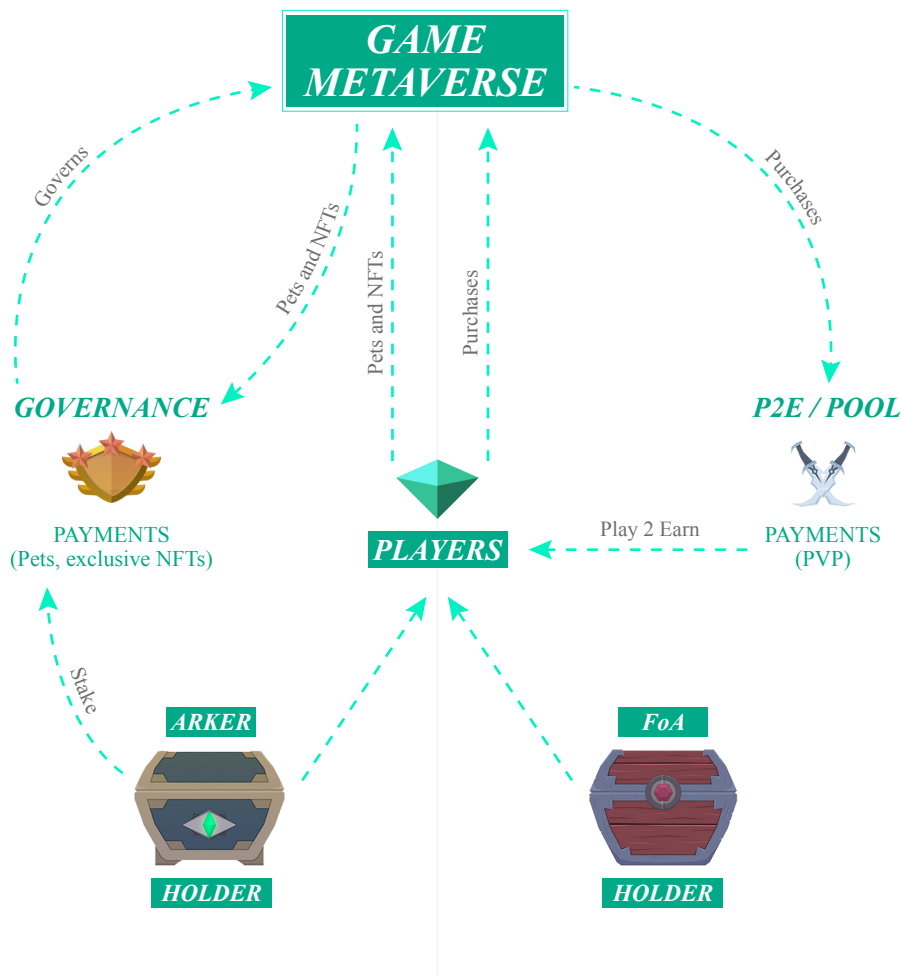 GAME
METAVERSE
Governs
Pets and NFTs
Pets and NFTs
Purchases
Purchases
GOVERNANCE
P2E / POOL
PAYMENTS
(Pets, exclusive NFTs)
PLAYERS
Play 2 Earn
PAYMENTS
(PVP)
Stake
ARKER
FoA
HOLDER
HOLDER